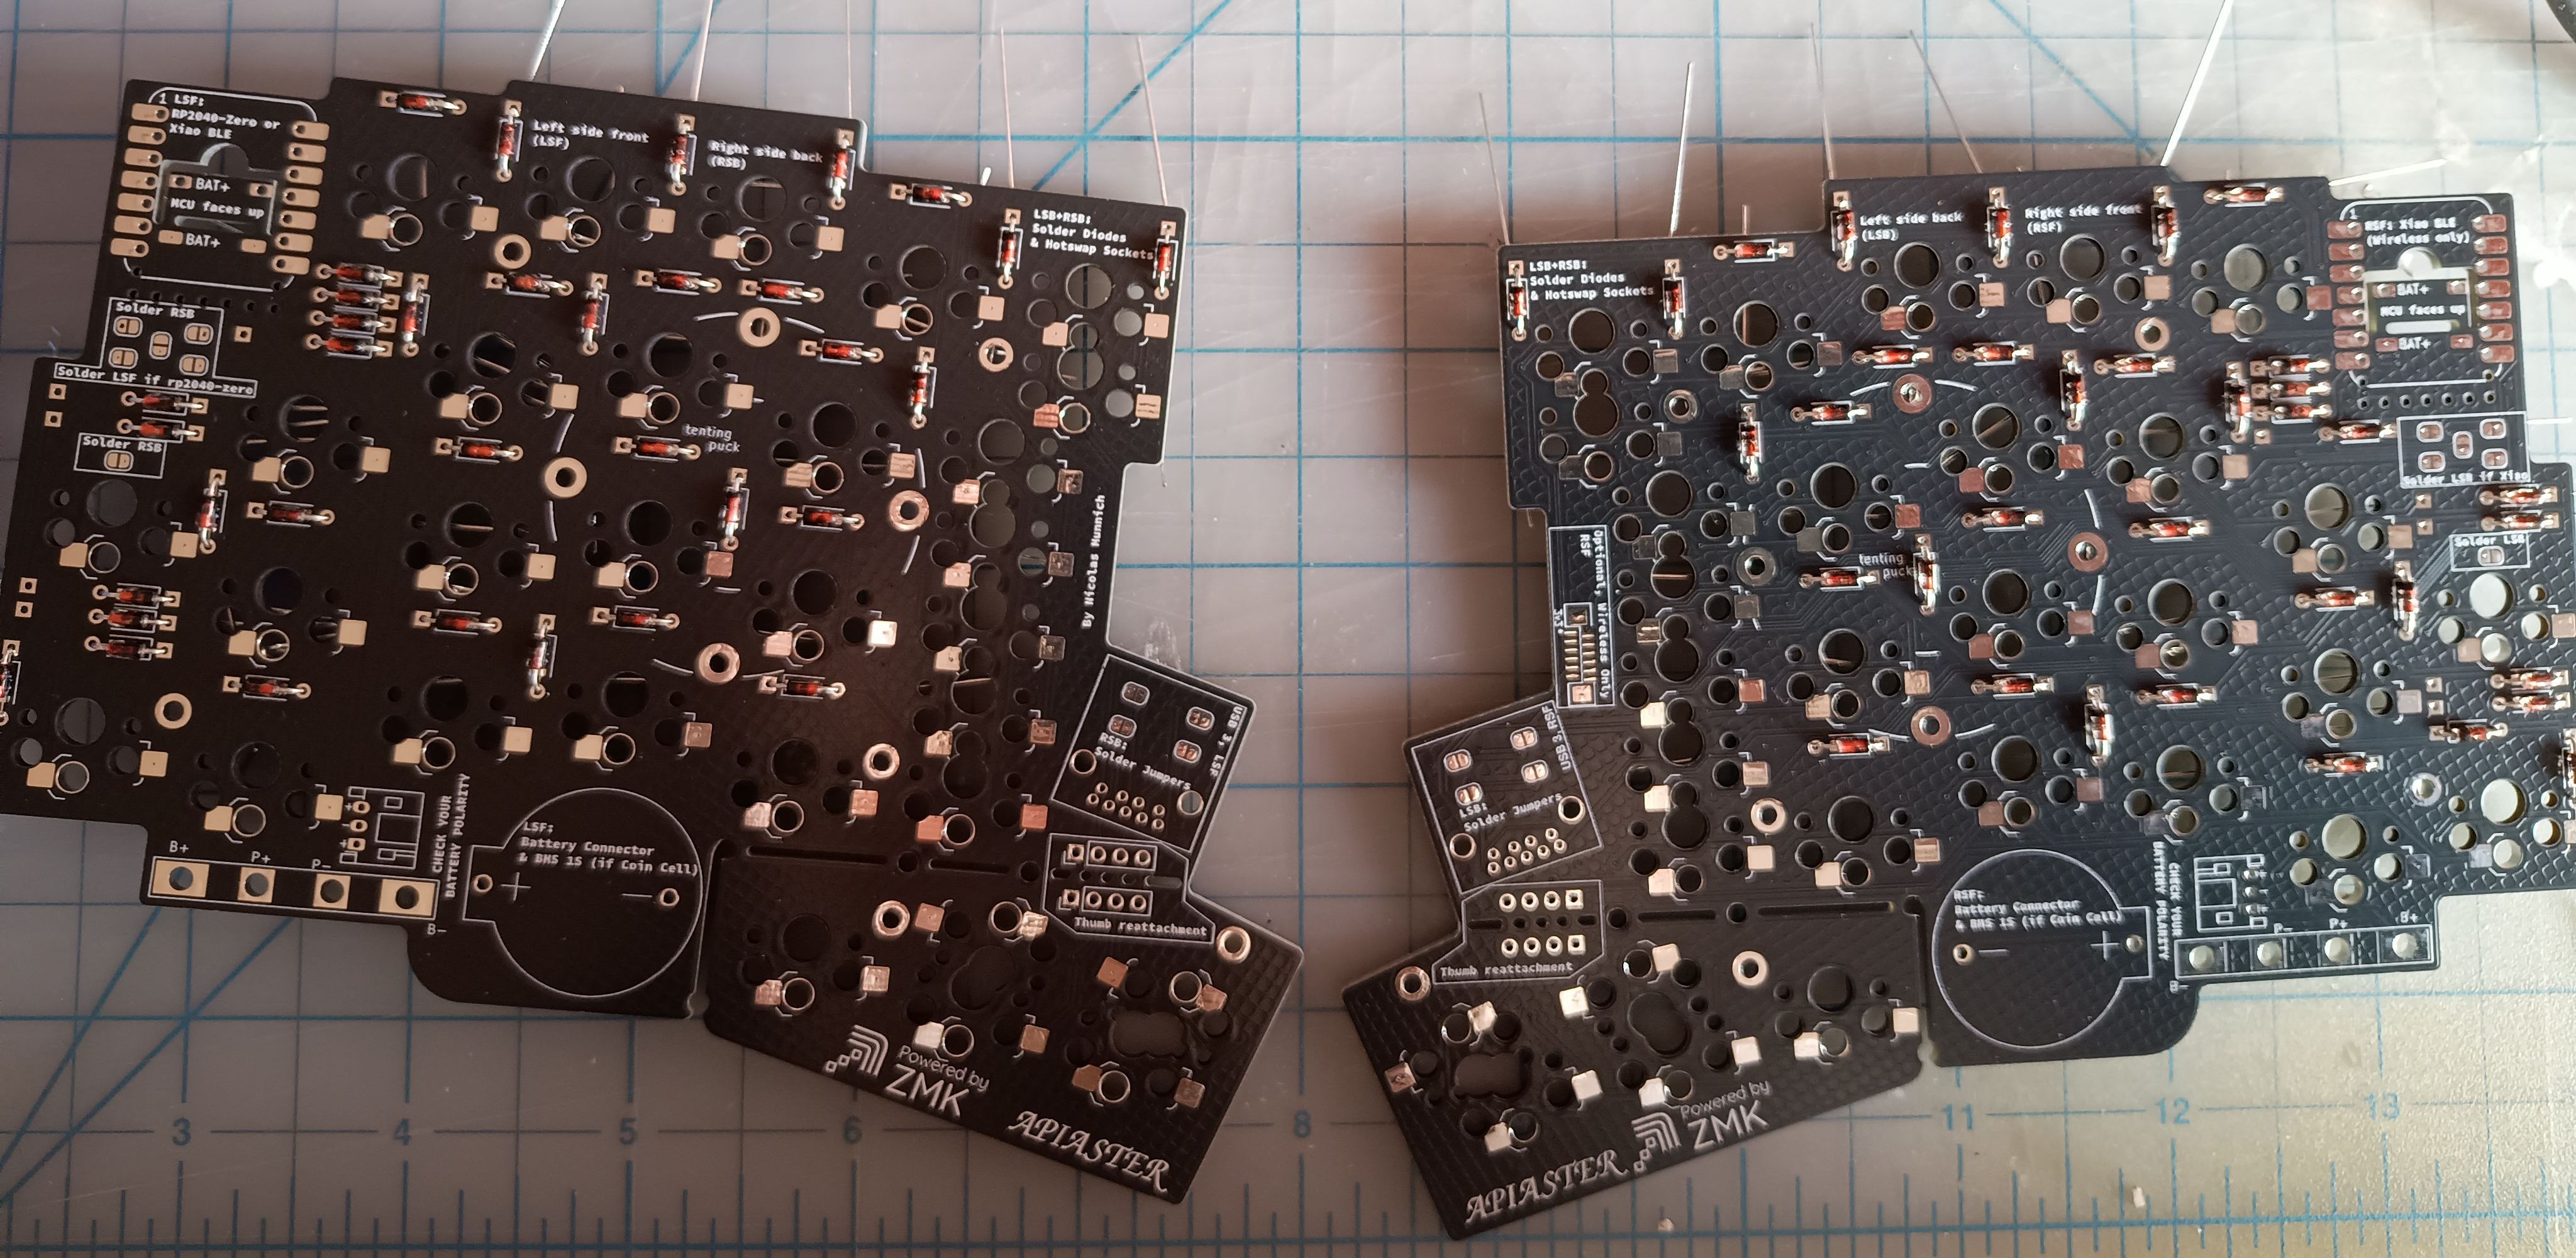 1 LSF:
RP2040-Zero or
Xiao BLE
BAT+
MCU faces up
BAT+
Left side front
(LSF)
Right side back
(RSB)
LSB+RSB:
Solder Diodes
& Hotswap Sockets
Solder RSB
Solder LSF if rp2040-zero
Solder RSB
tenting
puck
By Nicolas Munnich
USB 3, LSF
RSB:
Solder Jumpers
Thumb reattachment
CHECK YOUR
BATTERY POLARITY
B+
P+
P-
B-
LSF:
Battery Connector
& BMS 1S (if Coin Cell)
+
-
Powered by
ZMK
APIASTER
3
4
5
6
LSB+RSB:
Solder Diodes
& Hotswap Sockets
Left side back
(LSB)
Right side front
(RSF)
1
RSF: Xiao BLE
(Wireless only)
BAT+
MCU faces up
BAT+
Solder LSB if Xiao
Solder LSB
tenting
puck
Optional, Wireless Only,
RSF
USB 3, RSF
LSB:
Solder Jumpers
Thumb reattachment
CHECK YOUR
BATTERY POLARITY
RSF:
Battery Connector
& BMS 1S (if Coin Cell)
-
+
P-
P+
B+
Powered by
ZMK
APIASTER
8
11
12
13